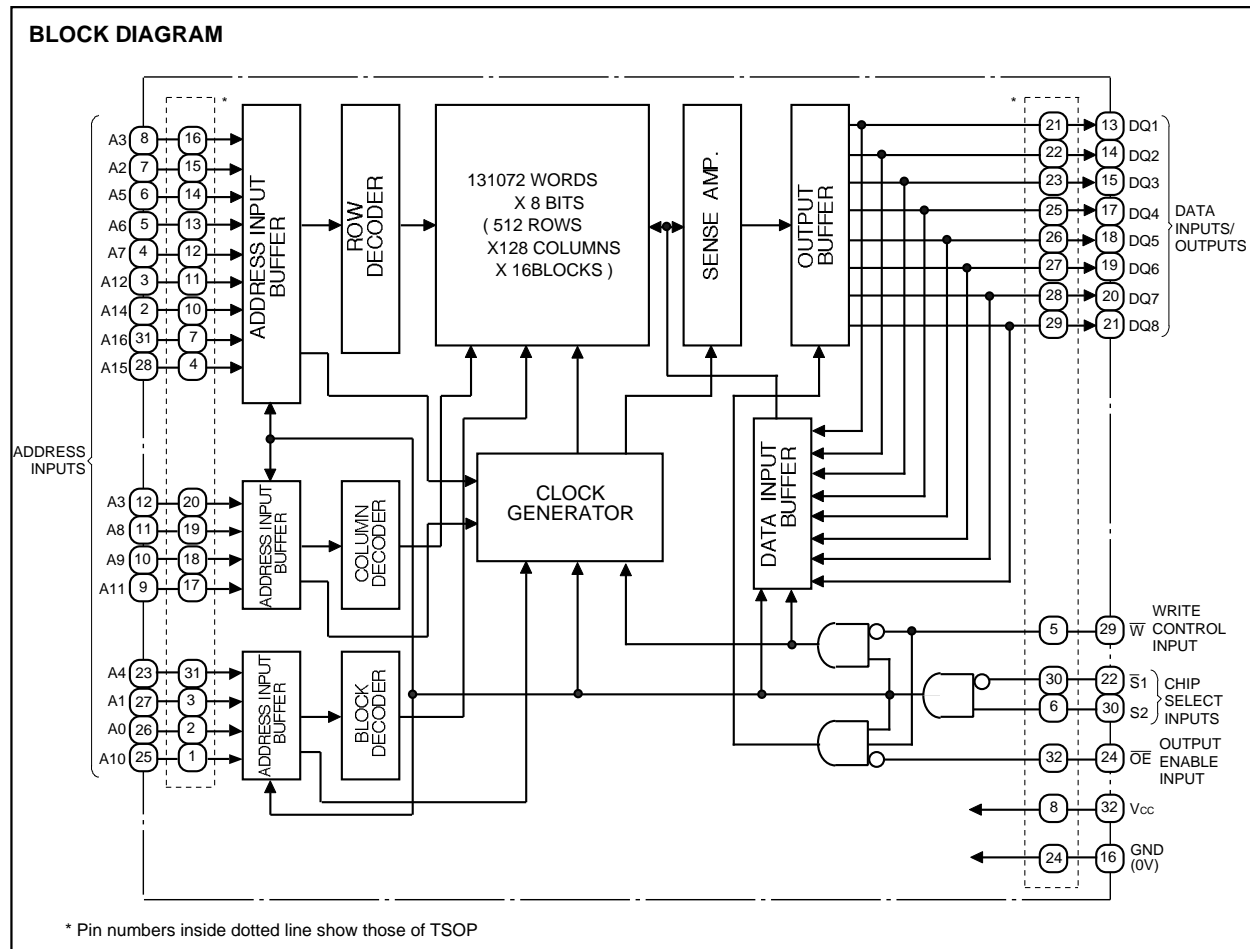 BLOCK DIAGRAM
*
*
A3 8 16
A2 7 15
A5 6 14
A6 5 13
A7 4 12
A12 3 11
A14 2 10
A16 31 7
A15 28 4
ADDRESS
INPUTS
A3 12 20
A8 11 19
A9 10 18
A11 9 17
A4 23 31
A1 27 3
A0 26 2
A10 25 1
ADDRESS INPUT
BUFFER
ROW
DECODER
131072 WORDS
X 8 BITS
( 512 ROWS
X128 COLUMNS
X 16BLOCKS )
SENSE AMP.
OUTPUT
BUFFER
ADDRESS INPUT
BUFFER
COLUMN
DECODER
CLOCK
GENERATOR
DATA INPUT
BUFFER
ADDRESS INPUT
BUFFER
BLOCK
DECODER
21 13 DQ1
22 14 DQ2
23 15 DQ3
25 17 DQ4
26 18 DQ5
27 19 DQ6
28 20 DQ7
29 21 DQ8
DATA
INPUTS/
OUTPUTS
5 29 W̅
WRITE
CONTROL
INPUT
30 22 S̅1
6 30 S2
CHIP
SELECT
INPUTS
32 24 O̅E̅
OUTPUT
ENABLE
INPUT
8 32 Vcc
24 16 GND
(0V)
* Pin numbers inside dotted line show those of TSOP